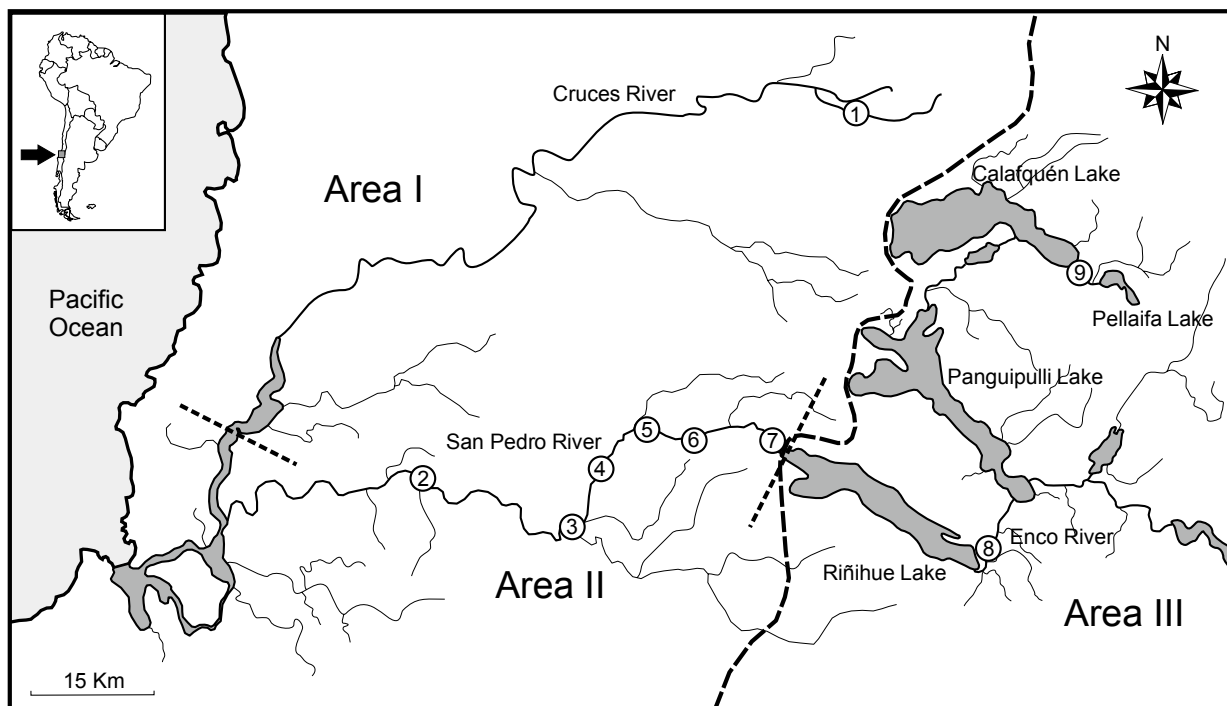 N
Cruces River
1
Calafquén Lake
Area I
9
Pacific
Ocean
Pellaifa Lake
Panguipulli Lake
5
San Pedro River
6
7
4
2
3
Enco River
8
Riñihue Lake
Area II
Area III
15 Km